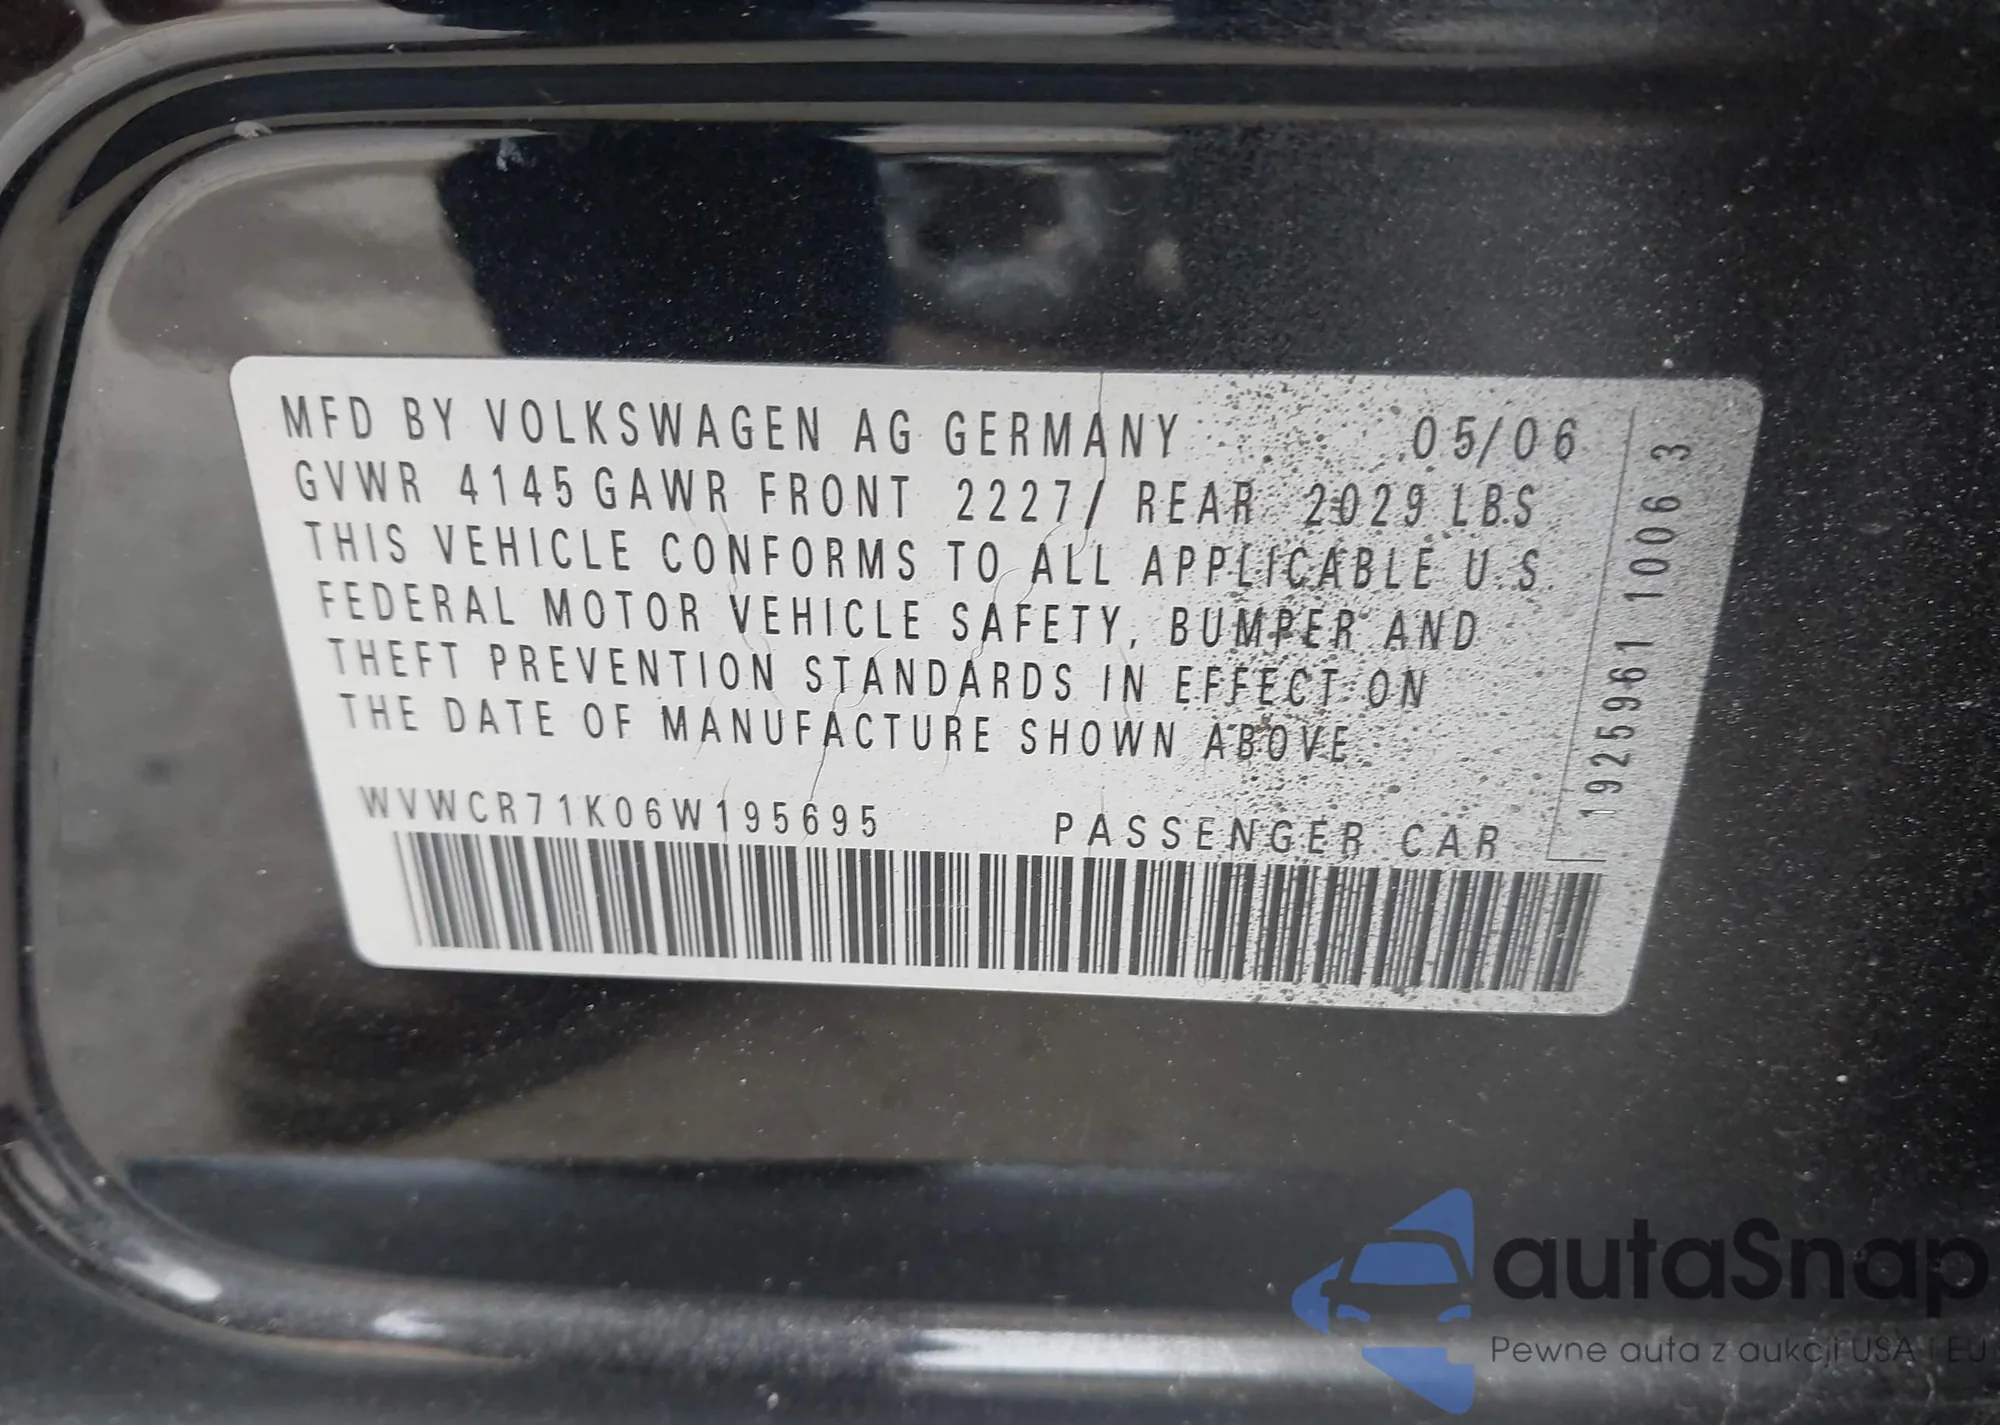 MFD BY VOLKSWAGEN AG GERMANY 05/06
GVWR 4145 GAWR FRONT 2227/ REAR 2029 LBS
THIS VEHICLE CONFORMS TO ALL APPLICABLE U.S.
FEDERAL MOTOR VEHICLE SAFETY, BUMPER AND
THEFT PREVENTION STANDARDS IN EFFECT ON
THE DATE OF MANUFACTURE SHOWN ABOVE
WVWCR71K06W195695 PASSENGER CAR
1925961 10063
autaSnap
Pewne auta z aukcji USA i EU